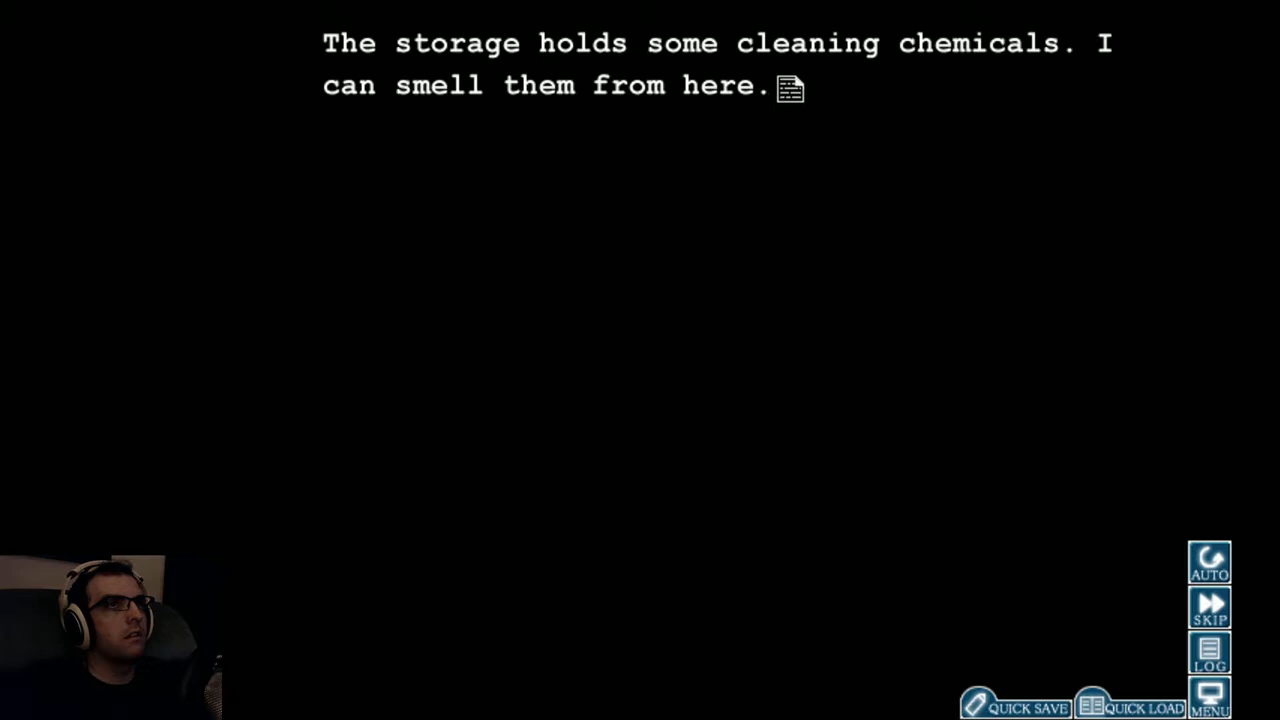 The storage holds some cleaning chemicals. I
can smell them from here.
AUTO
SKIP
LOG
QUICK SAVE
QUICK LOAD
MENU